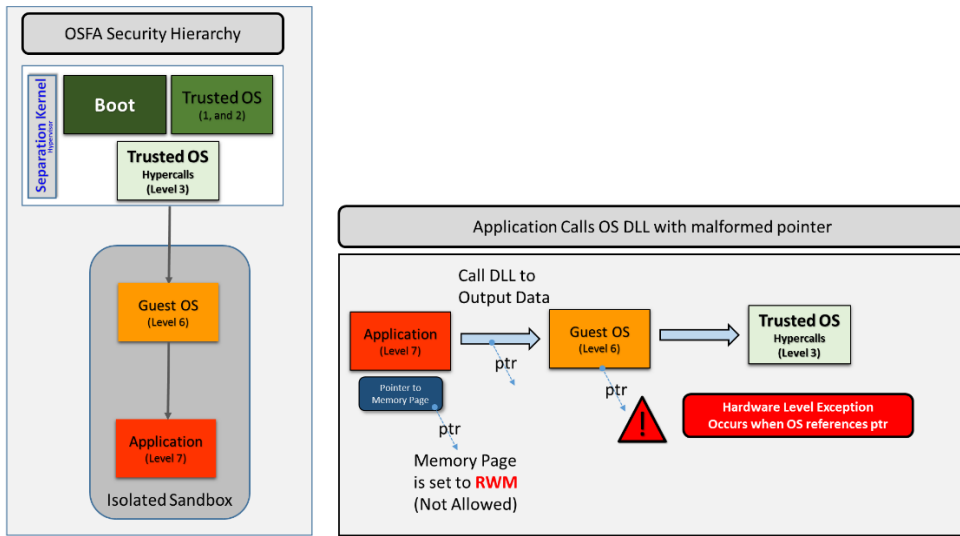 OSFA Security Hierarchy
Separation Kernel
Hypervisor
Boot
Trusted OS
(1, and 2)
Trusted OS
Hypercalls
(Level 3)
Guest OS
(Level 6)
Application
(Level 7)
Isolated Sandbox
Application Calls OS DLL with malformed pointer
Call DLL to
Output Data
Application
(Level 7)
Guest OS
(Level 6)
Trusted OS
Hypercalls
(Level 3)
ptr
Pointer to
Memory Page
ptr
ptr
!
Hardware Level Exception
Occurs when OS references ptr
Memory Page
is set to RWM
(Not Allowed)